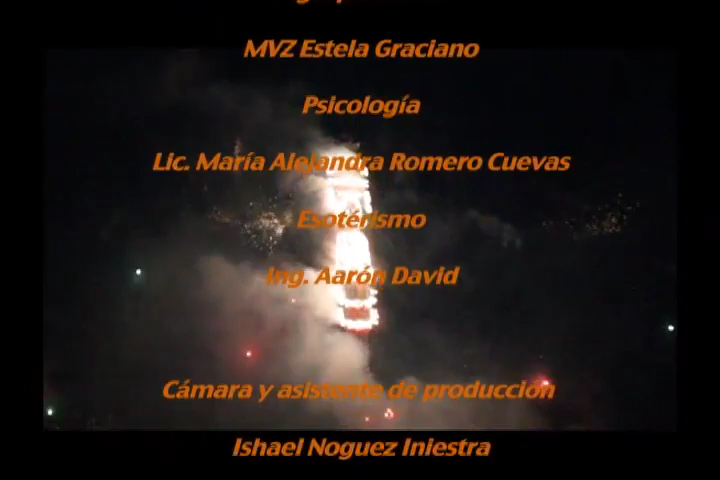 MVZ Estela Graciano
Psicología
Lic. María Alejandra Romero Cuevas
Esotérismo
Ing. Aarón David
Cámara y asistente de producción
Ishael Noguez Iniestra